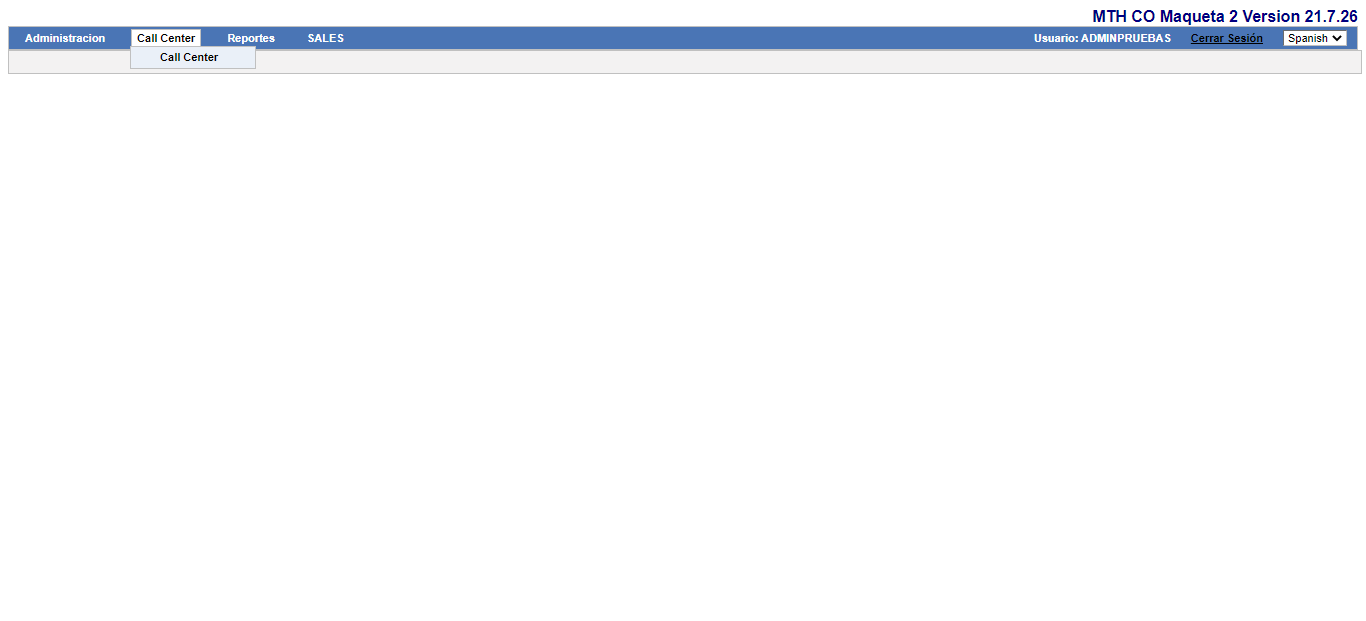 MTH CO Maqueta 2 Version 21.7.26
Administracion Call Center Reportes SALES Usuario: ADMINPRUEBAS Cerrar Sesión Spanish
Call Center